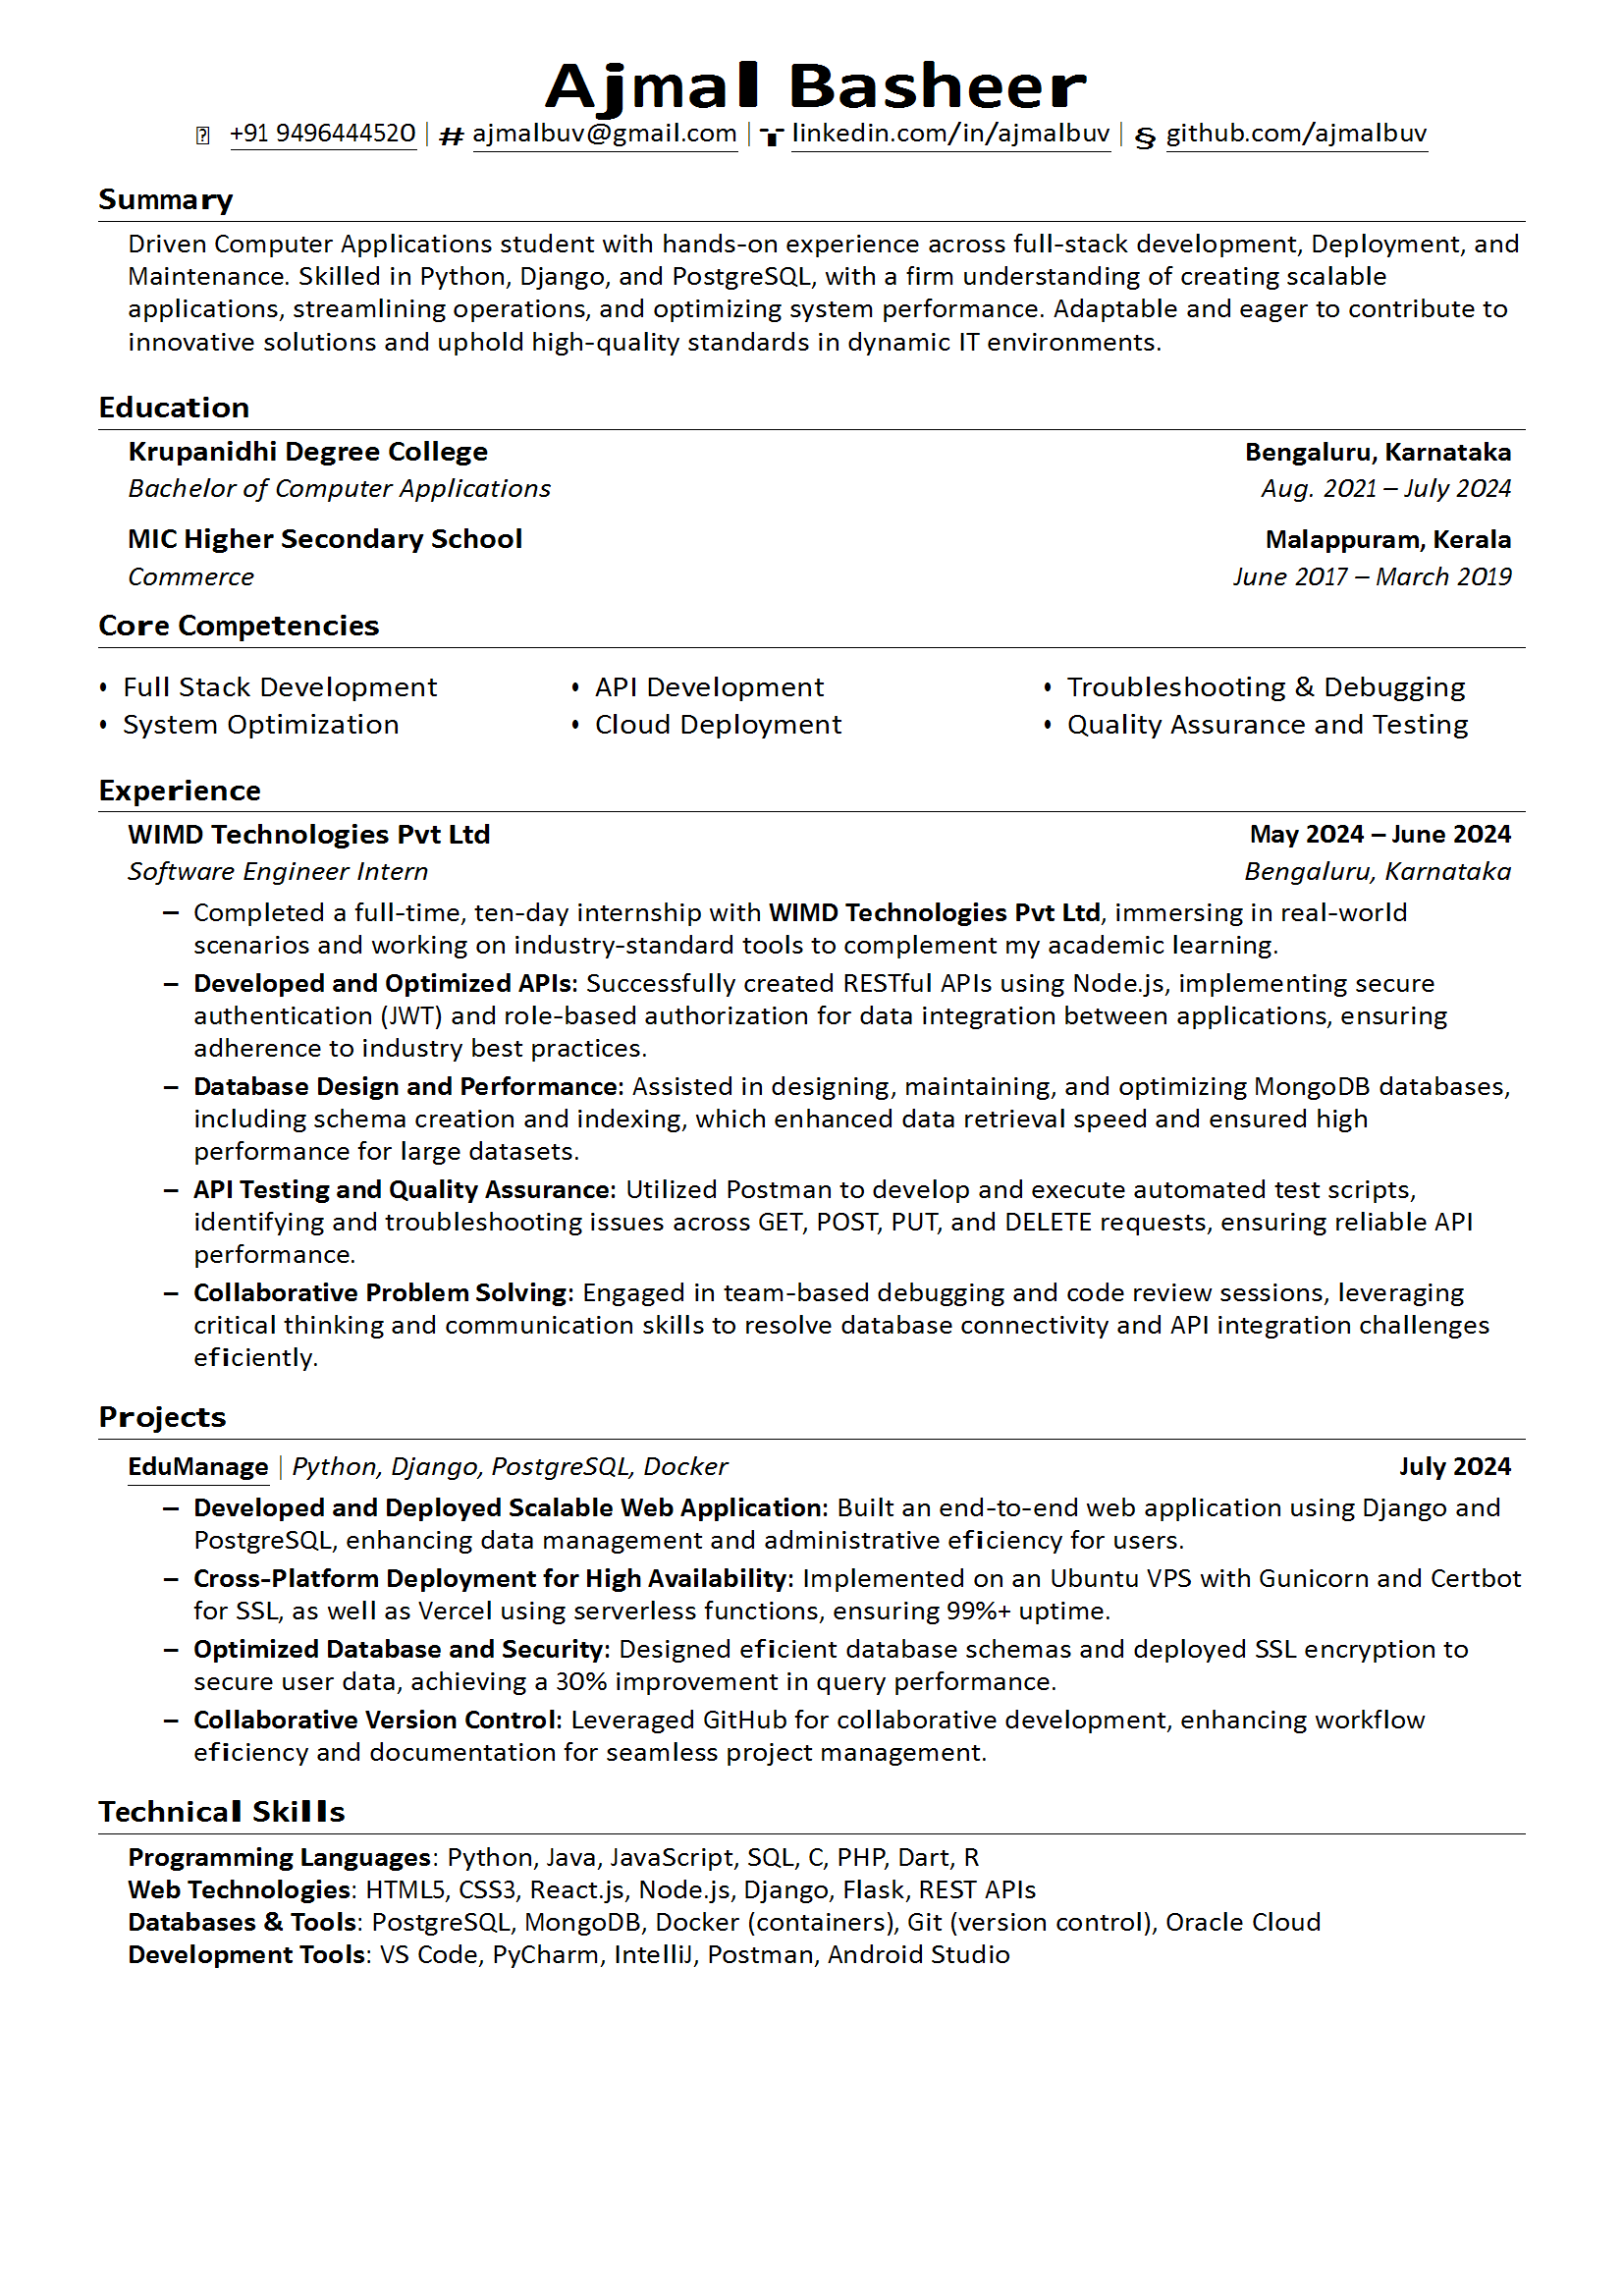 Ajmal Basheer
+91 9496444520 | # ajmalbuv@gmail.com | linkedin.com/in/ajmalbuv | § github.com/ajmalbuv
Summary
Driven Computer Applications student with hands-on experience across full-stack development, Deployment, and
Maintenance. Skilled in Python, Django, and PostgreSQL, with a firm understanding of creating scalable
applications, streamlining operations, and optimizing system performance. Adaptable and eager to contribute to
innovative solutions and uphold high-quality standards in dynamic IT environments.
Education
Krupanidhi Degree College Bengaluru, Karnataka
Bachelor of Computer Applications Aug. 2021 – July 2024
MIC Higher Secondary School Malappuram, Kerala
Commerce June 2017 – March 2019
Core Competencies
• Full Stack Development • API Development • Troubleshooting & Debugging
• System Optimization • Cloud Deployment • Quality Assurance and Testing
Experience
WIMD Technologies Pvt Ltd May 2024 – June 2024
Software Engineer Intern Bengaluru, Karnataka
– Completed a full-time, ten-day internship with WIMD Technologies Pvt Ltd, immersing in real-world
scenarios and working on industry-standard tools to complement my academic learning.
– Developed and Optimized APIs: Successfully created RESTful APIs using Node.js, implementing secure
authentication (JWT) and role-based authorization for data integration between applications, ensuring
adherence to industry best practices.
– Database Design and Performance: Assisted in designing, maintaining, and optimizing MongoDB databases,
including schema creation and indexing, which enhanced data retrieval speed and ensured high
performance for large datasets.
– API Testing and Quality Assurance: Utilized Postman to develop and execute automated test scripts,
identifying and troubleshooting issues across GET, POST, PUT, and DELETE requests, ensuring reliable API
performance.
– Collaborative Problem Solving: Engaged in team-based debugging and code review sessions, leveraging
critical thinking and communication skills to resolve database connectivity and API integration challenges
eficiently.
Projects
EduManage | Python, Django, PostgreSQL, Docker July 2024
– Developed and Deployed Scalable Web Application: Built an end-to-end web application using Django and
PostgreSQL, enhancing data management and administrative eficiency for users.
– Cross-Platform Deployment for High Availability: Implemented on an Ubuntu VPS with Gunicorn and Certbot
for SSL, as well as Vercel using serverless functions, ensuring 99%+ uptime.
– Optimized Database and Security: Designed eficient database schemas and deployed SSL encryption to
secure user data, achieving a 30% improvement in query performance.
– Collaborative Version Control: Leveraged GitHub for collaborative development, enhancing workflow
eficiency and documentation for seamless project management.
Technical Skills
Programming Languages: Python, Java, JavaScript, SQL, C, PHP, Dart, R
Web Technologies: HTML5, CSS3, React.js, Node.js, Django, Flask, REST APIs
Databases & Tools: PostgreSQL, MongoDB, Docker (containers), Git (version control), Oracle Cloud
Development Tools: VS Code, PyCharm, IntelliJ, Postman, Android Studio